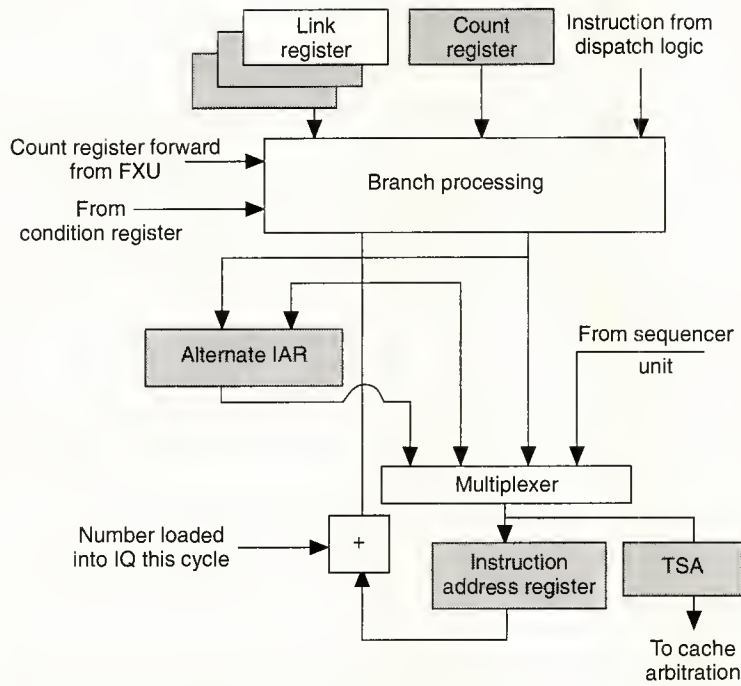 Link
register
Count
register
Instruction from
dispatch logic
Count register forward
from FXU
Branch processing
From
condition register
From sequencer
unit
Alternate IAR
Multiplexer
Number loaded
into IQ this cycle
+
Instruction
address register
TSA
To cache
arbitration